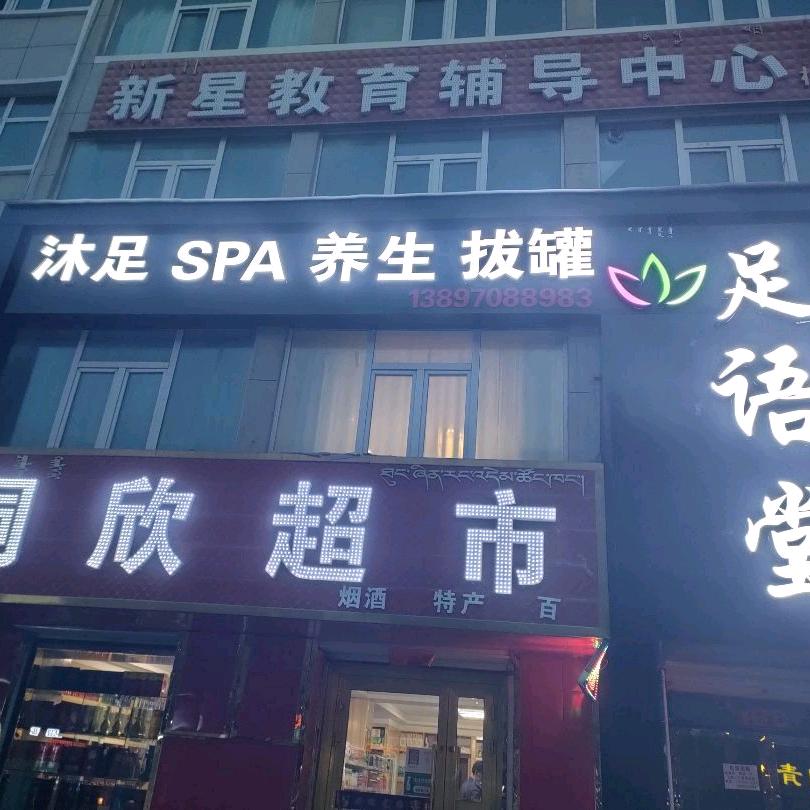 新星教育辅导中心
沐足 SPA 养生 拔罐
13897088983
足语堂
欣超市
烟酒 特产 百
青